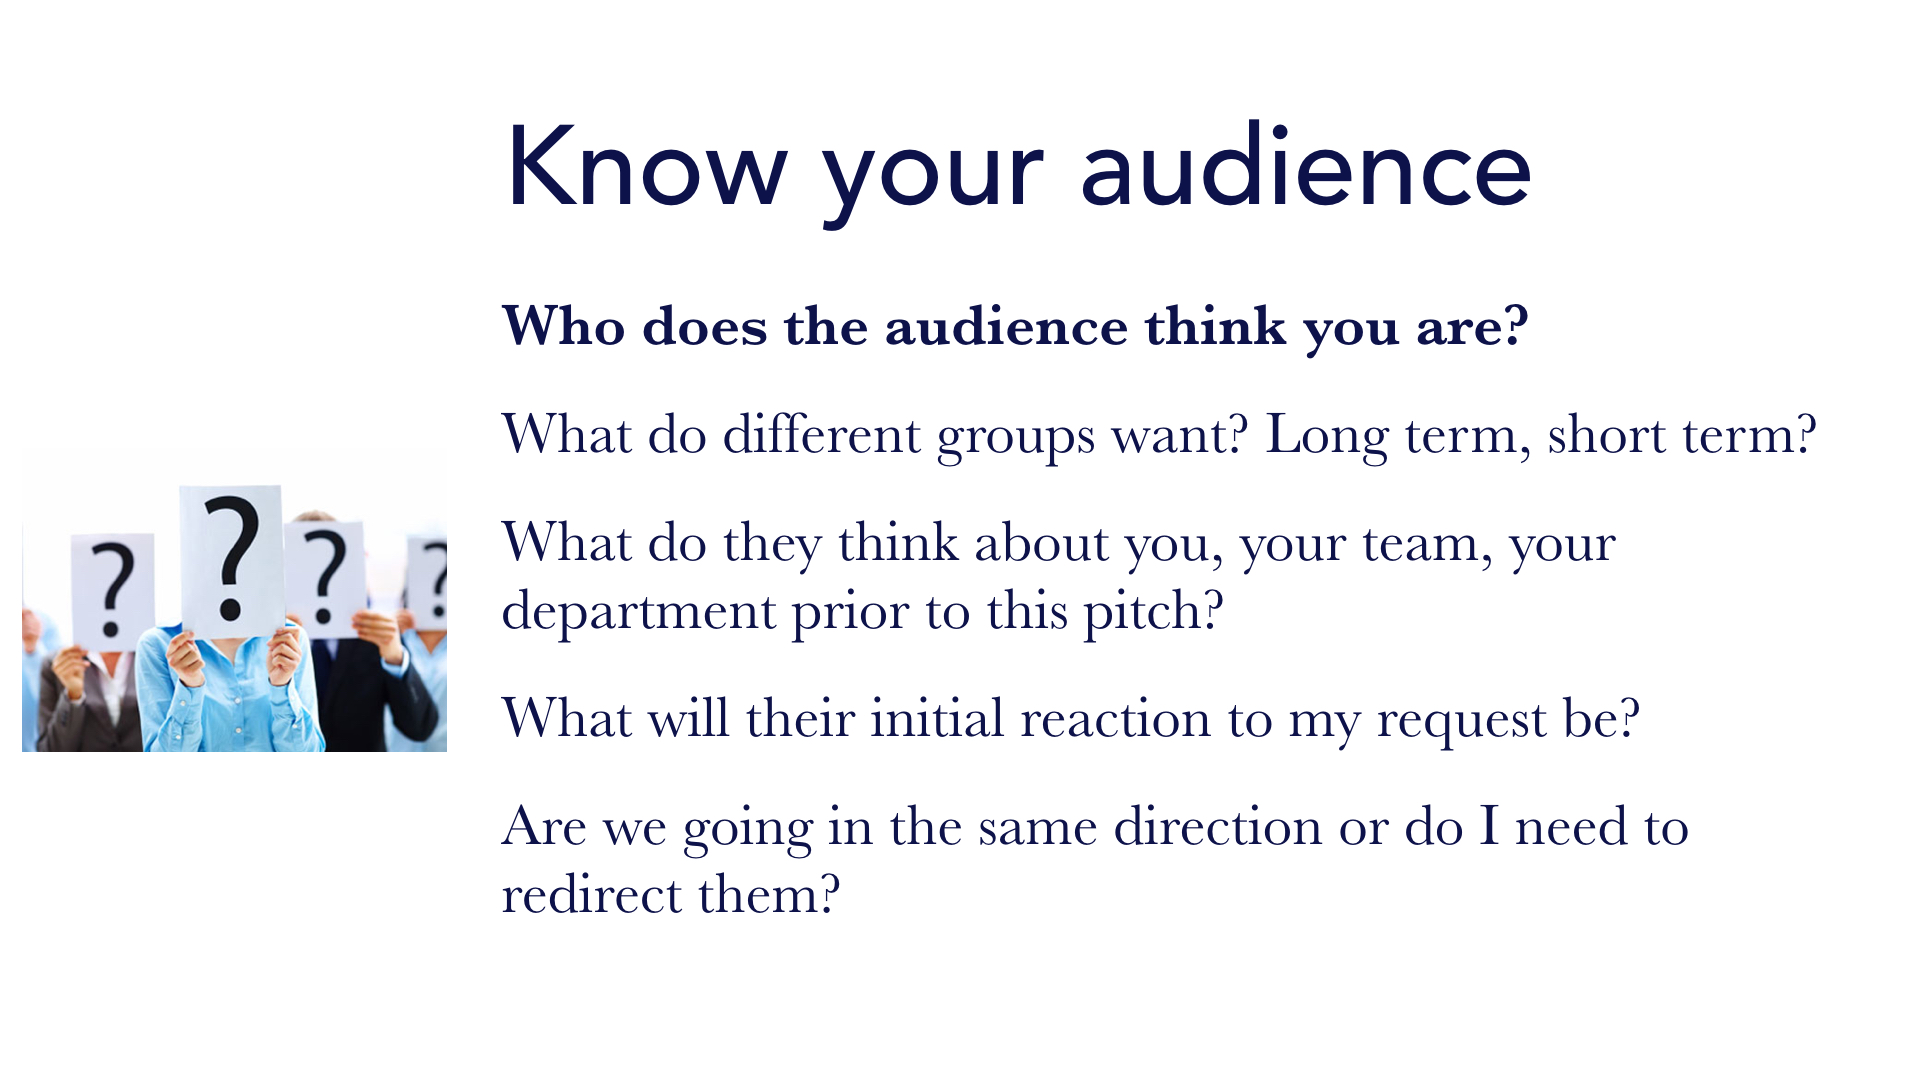 Know your audience
Who does the audience think you are?
What do different groups want? Long term, short term?
What do they think about you, your team, your
department prior to this pitch?
What will their initial reaction to my request be?
Are we going in the same direction or do I need to
redirect them?
?
?
?
?